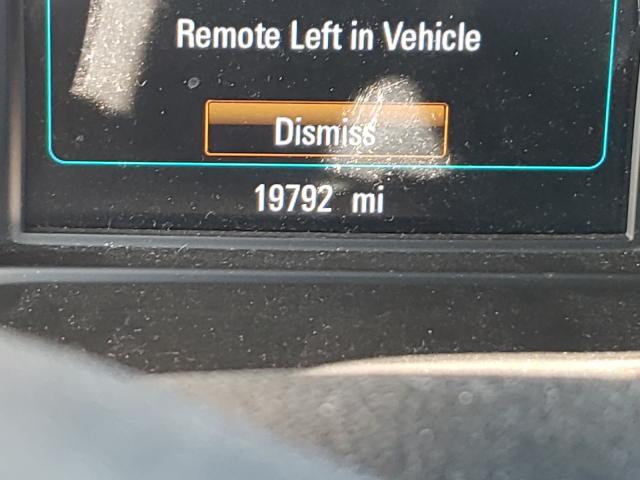 Remote Left in Vehicle
Dismiss
19792 mi